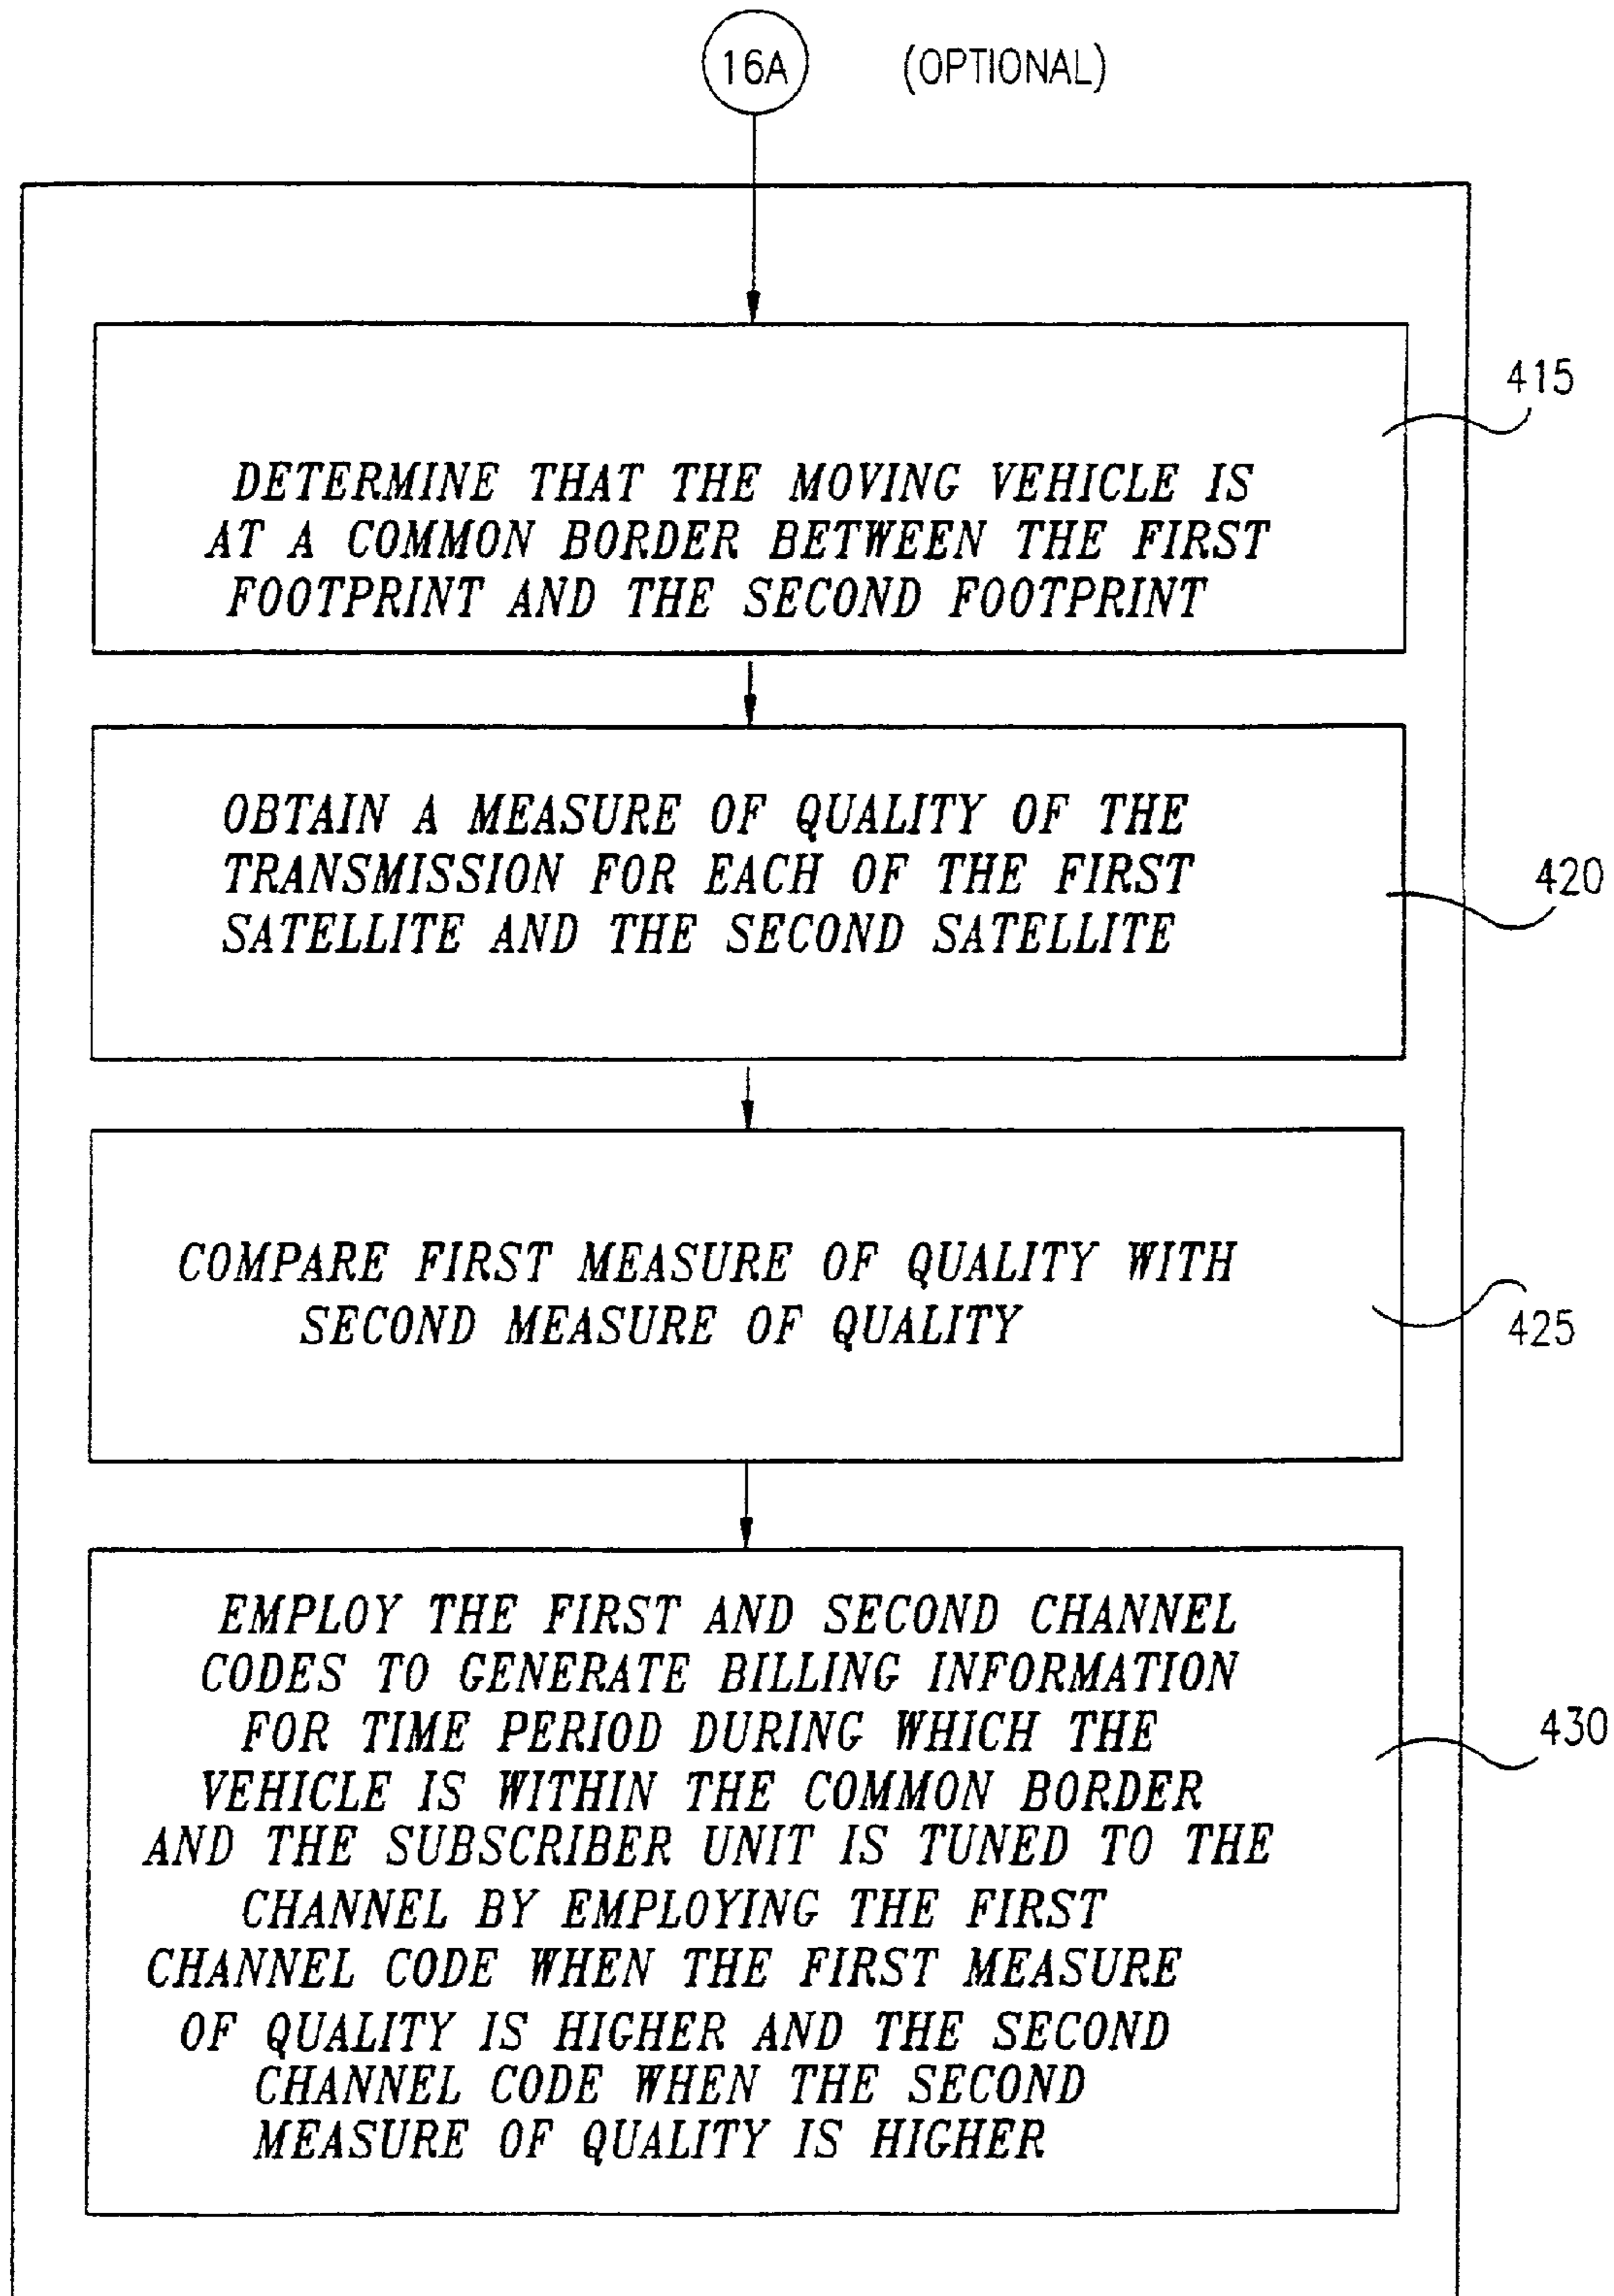 16A (OPTIONAL)
415
DETERMINE THAT THE MOVING VEHICLE IS
AT A COMMON BORDER BETWEEN THE FIRST
FOOTPRINT AND THE SECOND FOOTPRINT
OBTAIN A MEASURE OF QUALITY OF THE
TRANSMISSION FOR EACH OF THE FIRST
SATELLITE AND THE SECOND SATELLITE
420
COMPARE FIRST MEASURE OF QUALITY WITH
SECOND MEASURE OF QUALITY
425
EMPLOY THE FIRST AND SECOND CHANNEL
CODES TO GENERATE BILLING INFORMATION
FOR TIME PERIOD DURING WHICH THE
VEHICLE IS WITHIN THE COMMON BORDER
AND THE SUBSCRIBER UNIT IS TUNED TO THE
CHANNEL BY EMPLOYING THE FIRST
CHANNEL CODE WHEN THE FIRST MEASURE
OF QUALITY IS HIGHER AND THE SECOND
CHANNEL CODE WHEN THE SECOND
MEASURE OF QUALITY IS HIGHER
430